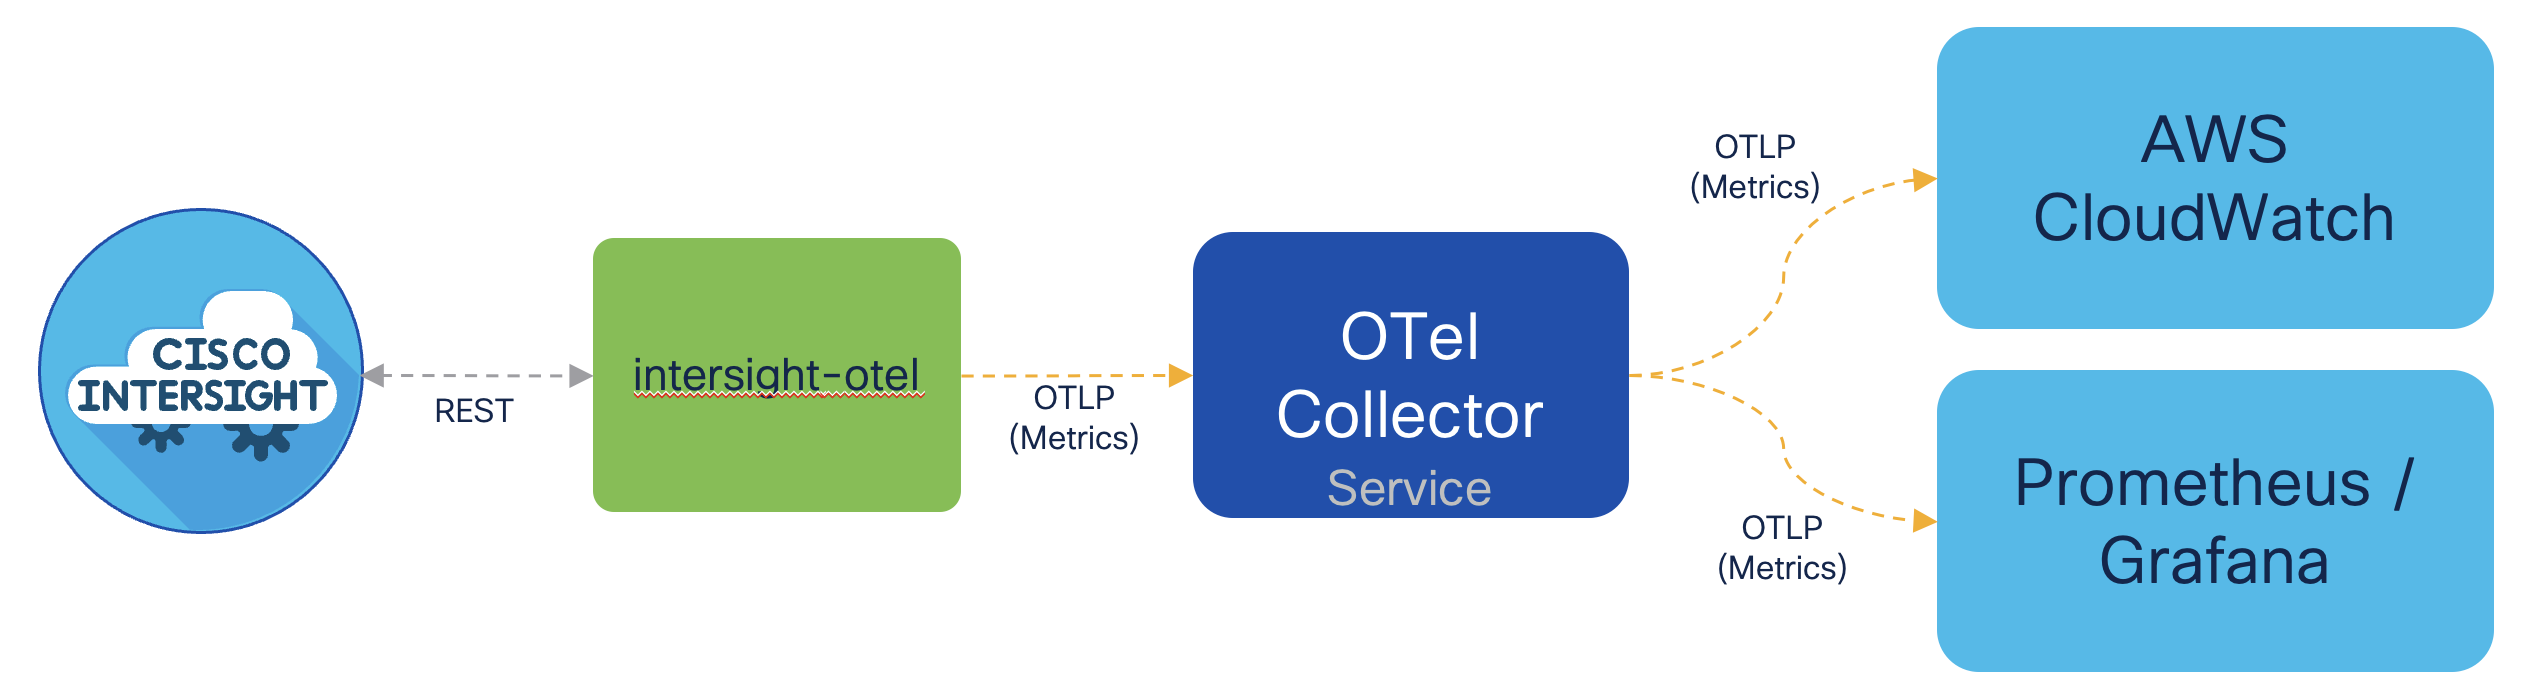 CISCO
INTERSIGHT
REST
intersight-otel
OTLP
(Metrics)
OTel
Collector
Service
OTLP
(Metrics)
AWS
CloudWatch
OTLP
(Metrics)
Prometheus /
Grafana